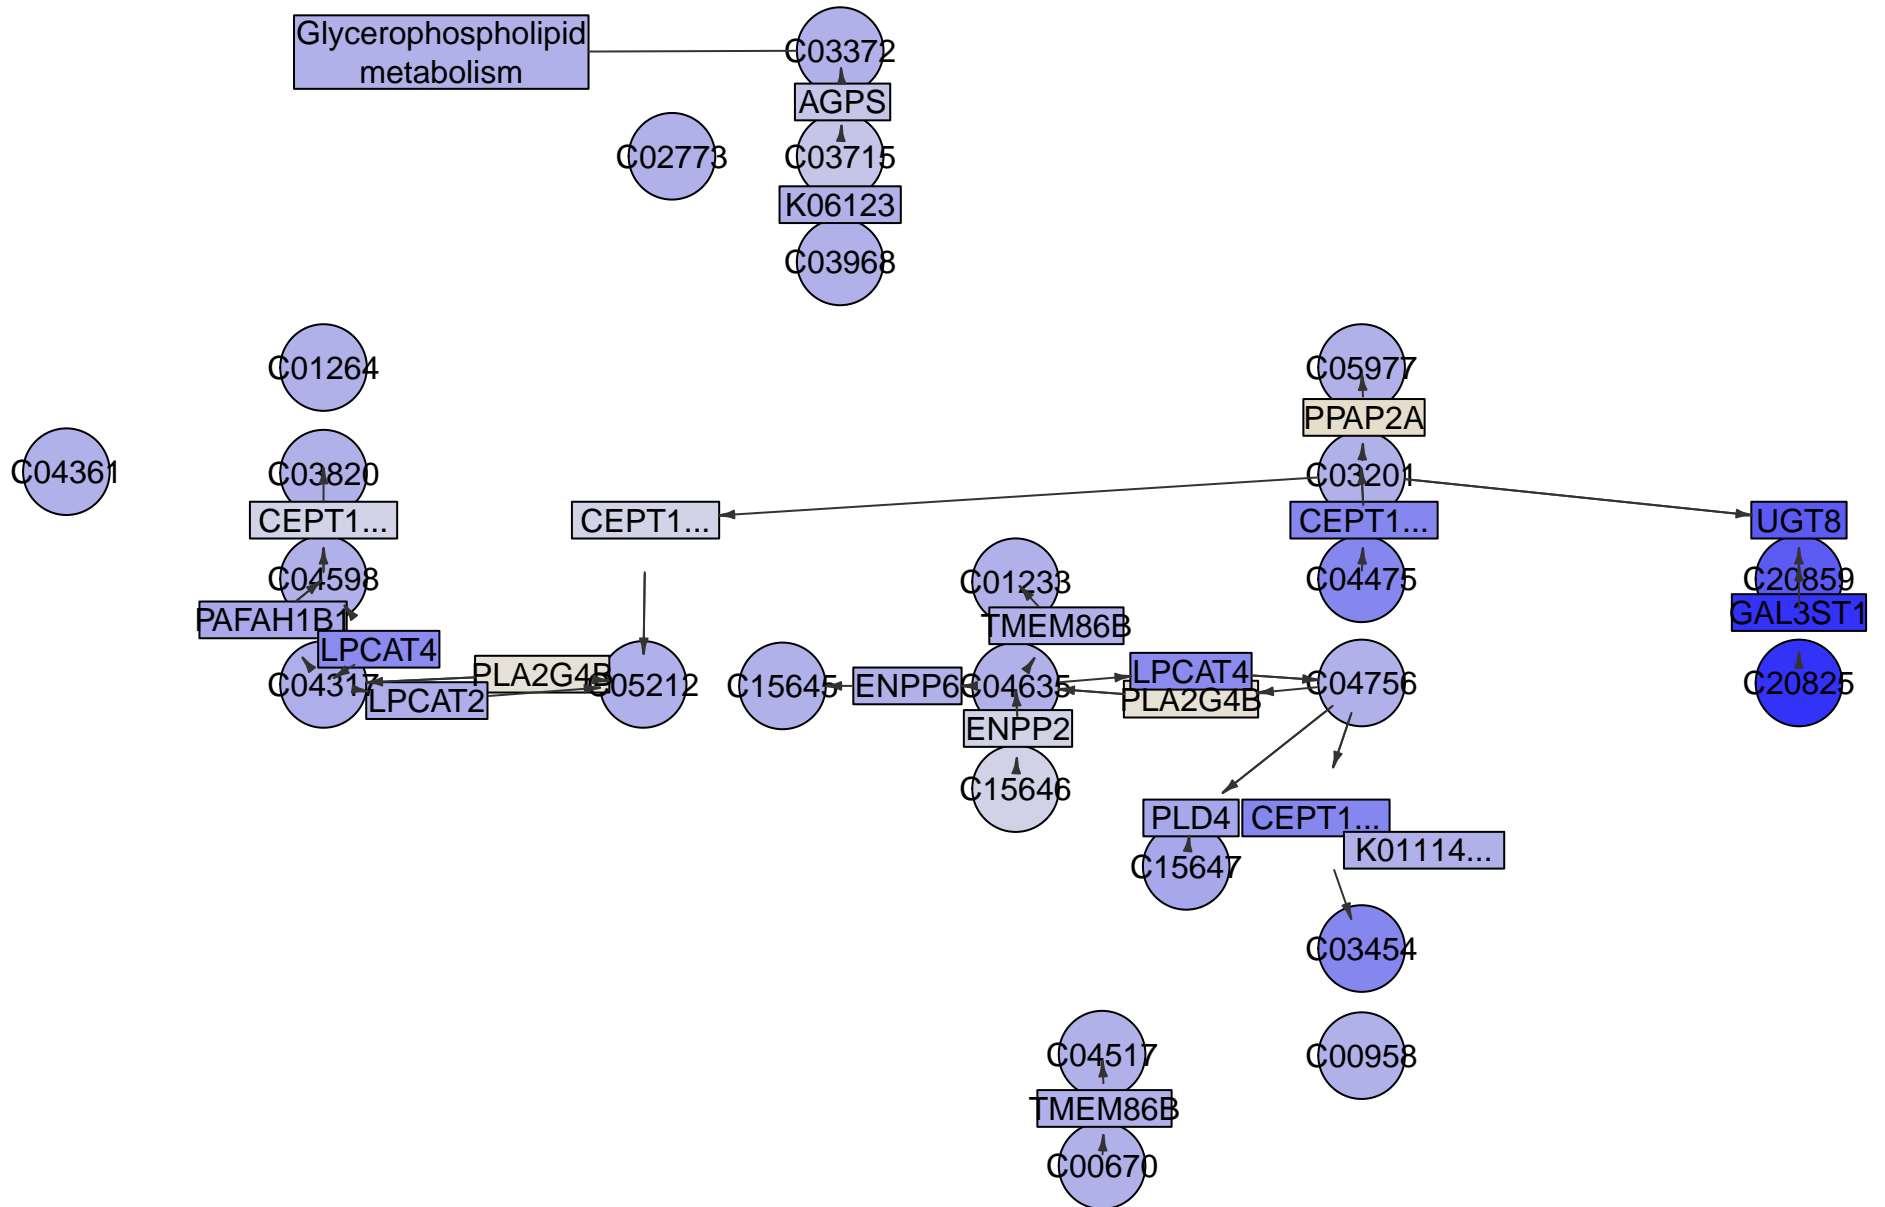 Glycerophospholipid
metabolism
C03372
AGPS
C02773
C03715
K06123
C03968
C01264
C05977
PPAP2A
C04361
C03820
C03201
CEPT1...
CEPT1...
CEPT1...
UGT8
C04598
C01233
C04475
C20859
PAFAH1B1
TMEM86B
GAL3ST1
LPCAT4
C04317
PLA2G4B
LPCAT2
C05212
C15645
ENPP6
C04635
LPCAT4
PLA2G4B
C04756
C20825
ENPP2
C15646
PLD4
CEPT1...
K01114...
C15647
C03454
C04517
C00958
TMEM86B
C00670